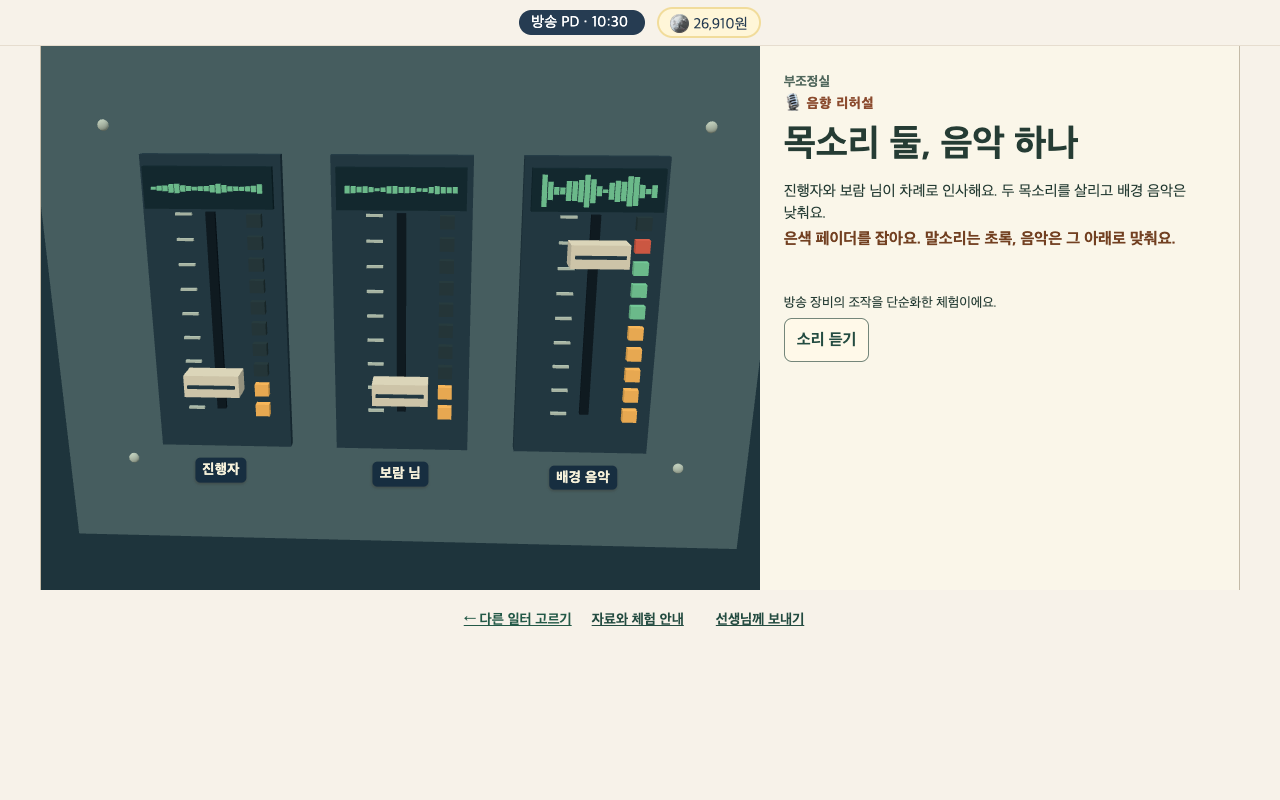 방송 PD · 10:30
26,910원
부조정실
음향 리허설
목소리 둘, 음악 하나
진행자와 보람 님이 차례로 인사해요. 두 목소리를 살리고 배경 음악은
낮춰요.
은색 페이더를 잡아요. 말소리는 초록, 음악은 그 아래로 맞춰요.
방송 장비의 조작을 단순화한 체험이에요.
소리 듣기
진행자
보람 님
배경 음악
← 다른 일터 고르기
자료와 체험 안내
선생님께 보내기